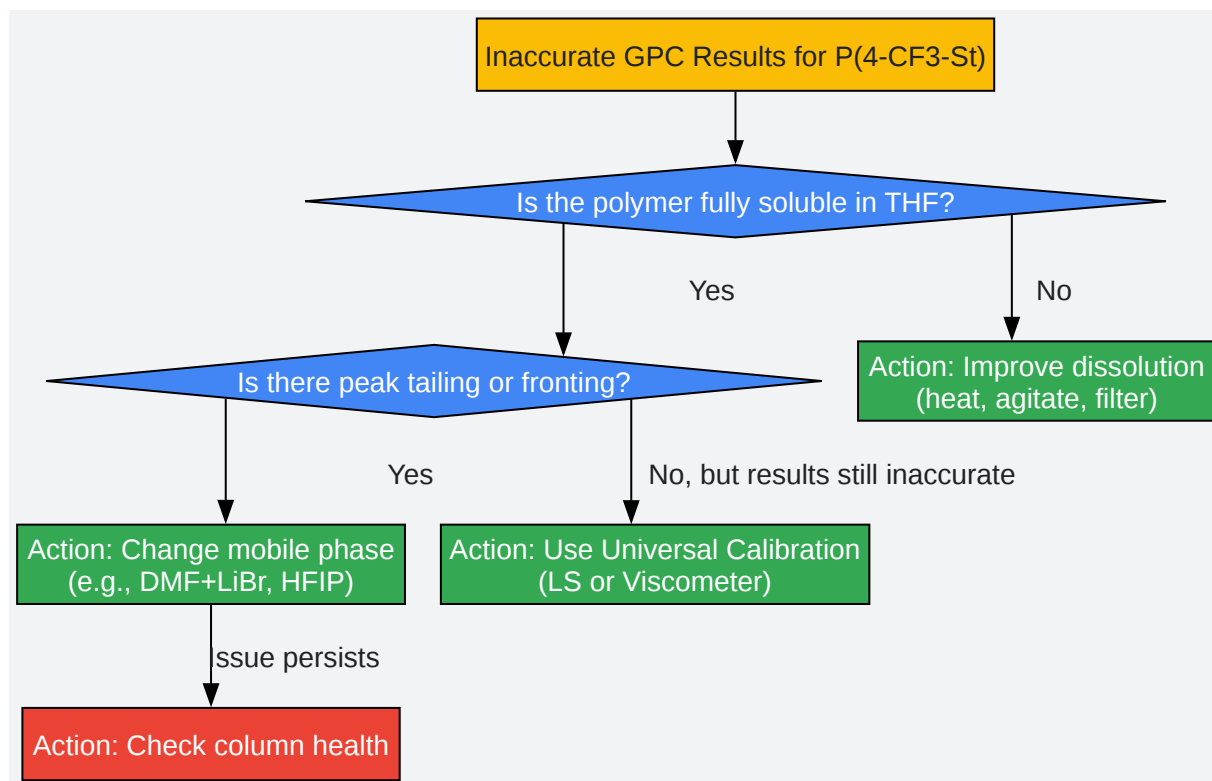 Inaccurate GPC Results for P(4-CF3-St)
Is the polymer fully soluble in THF?
Yes
No
Is there peak tailing or fronting?
Action: Improve dissolution
(heat, agitate, filter)
Yes
No, but results still inaccurate
Action: Change mobile phase
(e.g., DMF+LiBr, HFIP)
Action: Use Universal Calibration
(LS or Viscometer)
Issue persists
Action: Check column health